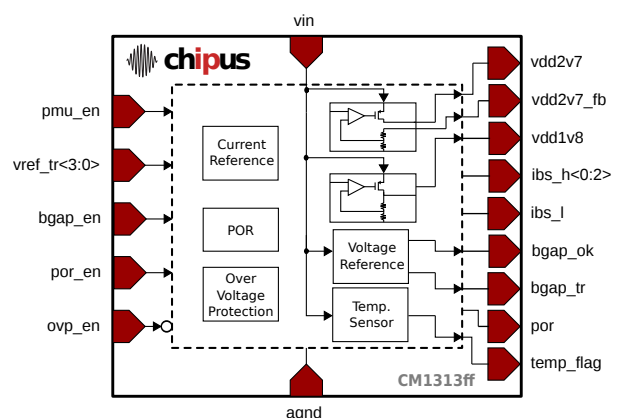 vin
chipus
pmu_en
vref_tr<3:0>
bgap_en
por_en
ovp_en
Current
Reference
POR
Over
Voltage
Protection
Voltage
Reference
Temp.
Sensor
vdd2v7
vdd2v7_fb
vdd1v8
ibs_h<0:2>
ibs_l
bgap_ok
bgap_tr
por
temp_flag
CM1313ff
agnd